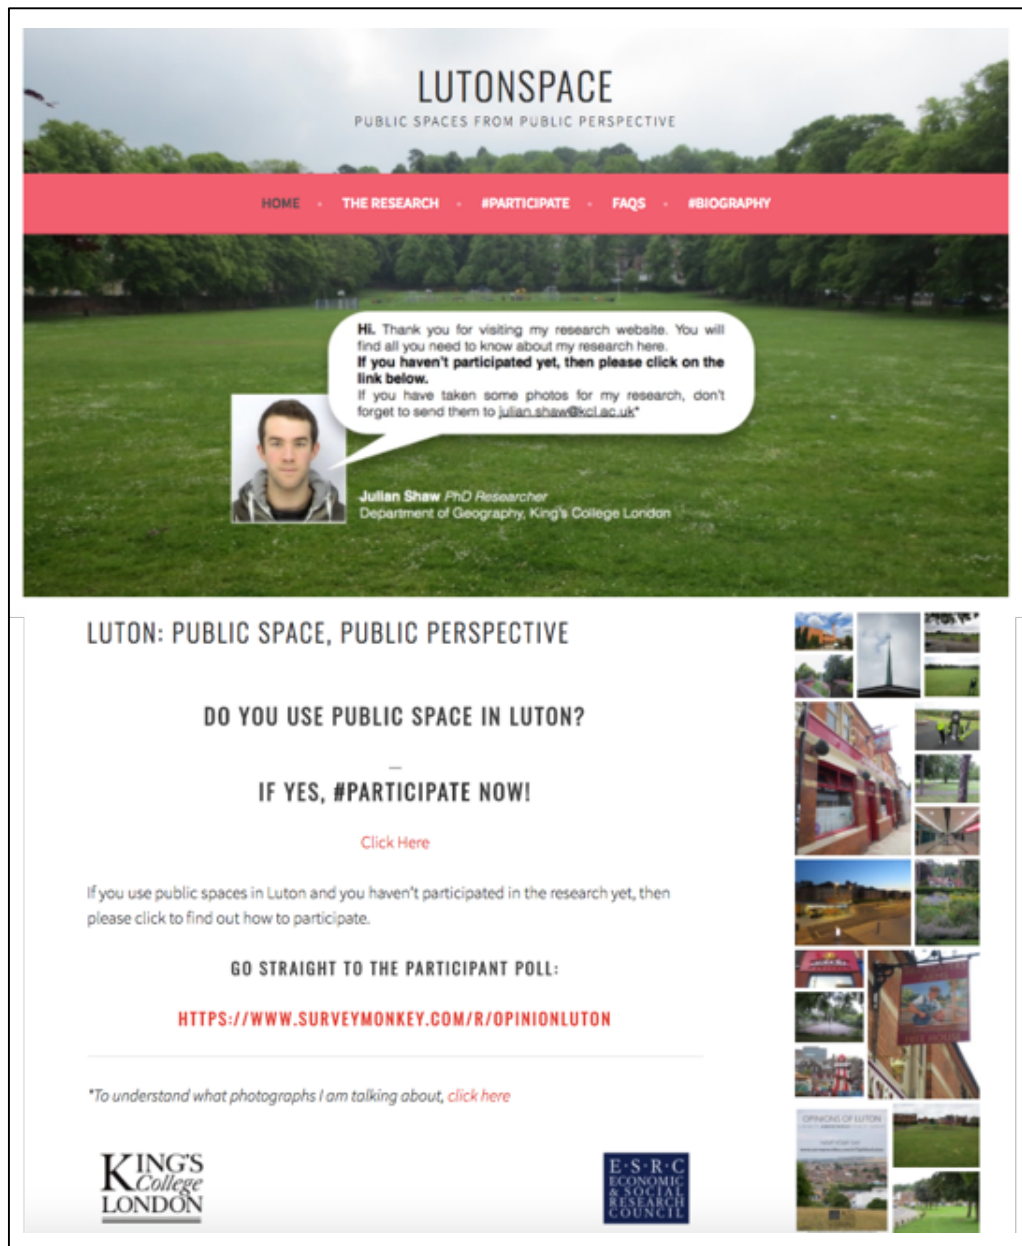 LUTONSPACE
PUBLIC SPACES FROM PUBLIC PERSPECTIVE
HOME • THE RESEARCH • #PARTICIPATE • FAQS • #BIOGRAPHY
Hi. Thank you for visiting my research website. You will
find all you need to know about my research here.
If you haven't participated yet, then please click on the
link below.
If you have taken some photos for my research, don't
forget to send them to julian.shaw@kcl.ac.uk*
Julian Shaw PhD Researcher
Department of Geography, King's College London
LUTON: PUBLIC SPACE, PUBLIC PERSPECTIVE
DO YOU USE PUBLIC SPACE IN LUTON?
—
IF YES, #PARTICIPATE NOW!
Click Here
If you use public spaces in Luton and you haven't participated in the research yet, then
please click to find out how to participate.
GO STRAIGHT TO THE PARTICIPANT POLL:
HTTPS://WWW.SURVEYMONKEY.COM/R/OPINIONLUTON
*To understand what photographs I am talking about, click here
KING'S
College
LONDON
E·S·R·C
ECONOMIC
& SOCIAL
RESEARCH
COUNCIL
FREE HOUSE
OPINIONS OF LUTON